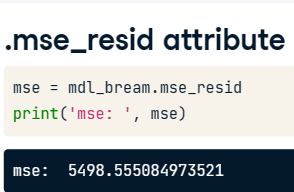 .mse_resid attribute
mse = mdl_bream.mse_resid
print('mse: ', mse)
mse:  5498.555084973521